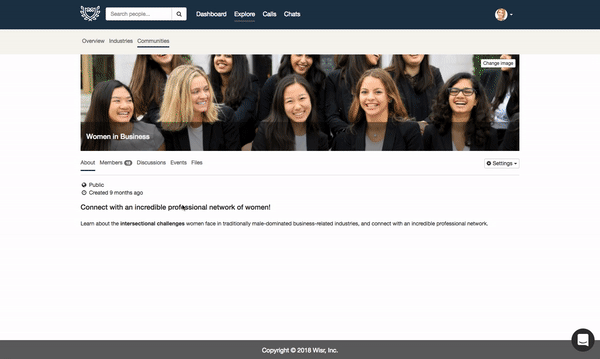 Search people...
Dashboard
Explore
Calls
Chats
Overview
Industries
Communities
Change image
Women in Business
About
Members
Discussions
Events
Files
Settings
Public
Created 9 months ago
Connect with an incredible professional network of women!
Learn about the intersectional challenges women face in traditionally male-dominated business-related industries, and connect with an incredible professional network.
Copyright © 2018 Wisr, Inc.